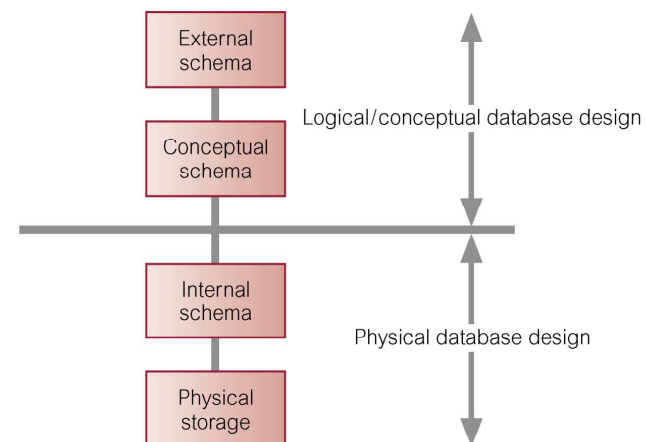 External
schema
Logical/conceptual database design
Conceptual
schema
Internal
schema
Physical database design
Physical
storage